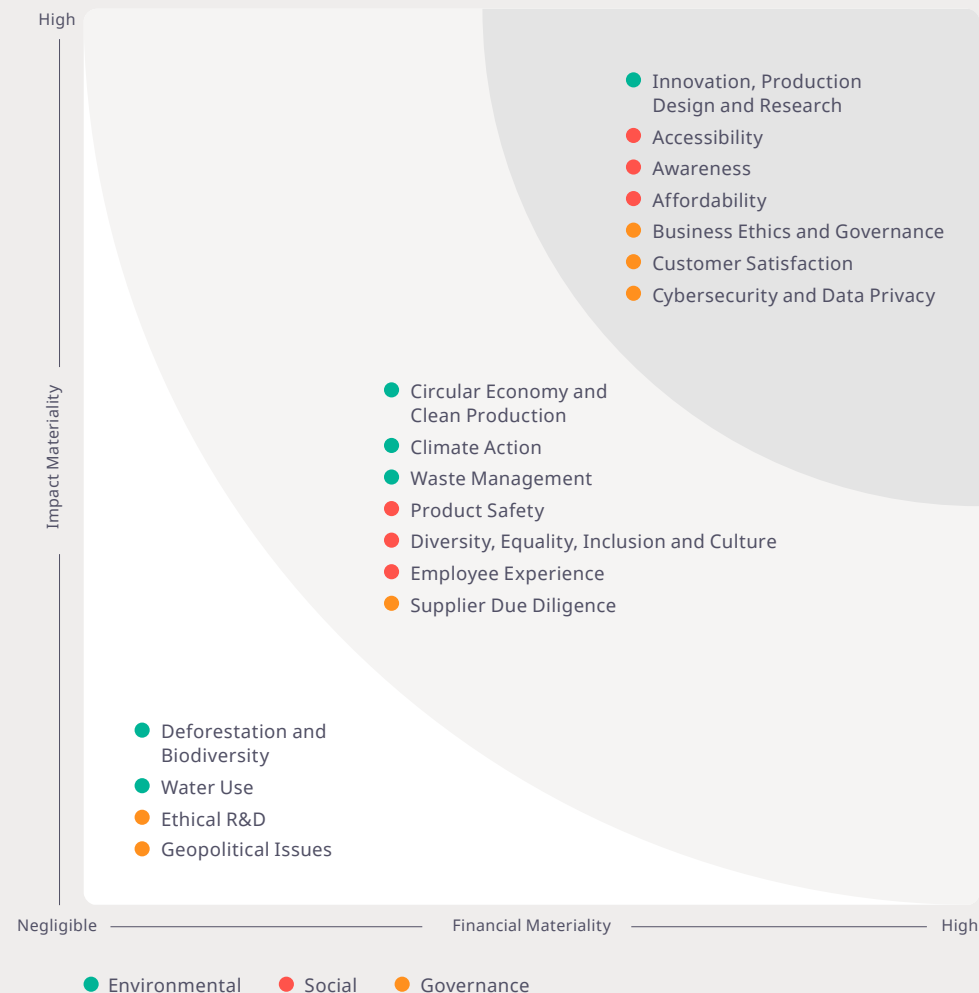 High
Innovation, Production
Design and Research
Accessibility
Awareness
Affordability
Business Ethics and Governance
Customer Satisfaction
Cybersecurity and Data Privacy
Impact Materiality
Circular Economy and
Clean Production
Climate Action
Waste Management
Product Safety
Diversity, Equality, Inclusion and Culture
Employee Experience
Supplier Due Diligence
Deforestation and
Biodiversity
Water Use
Ethical R&D
Geopolitical Issues
Negligible
Financial Materiality
High
Environmental
Social
Governance